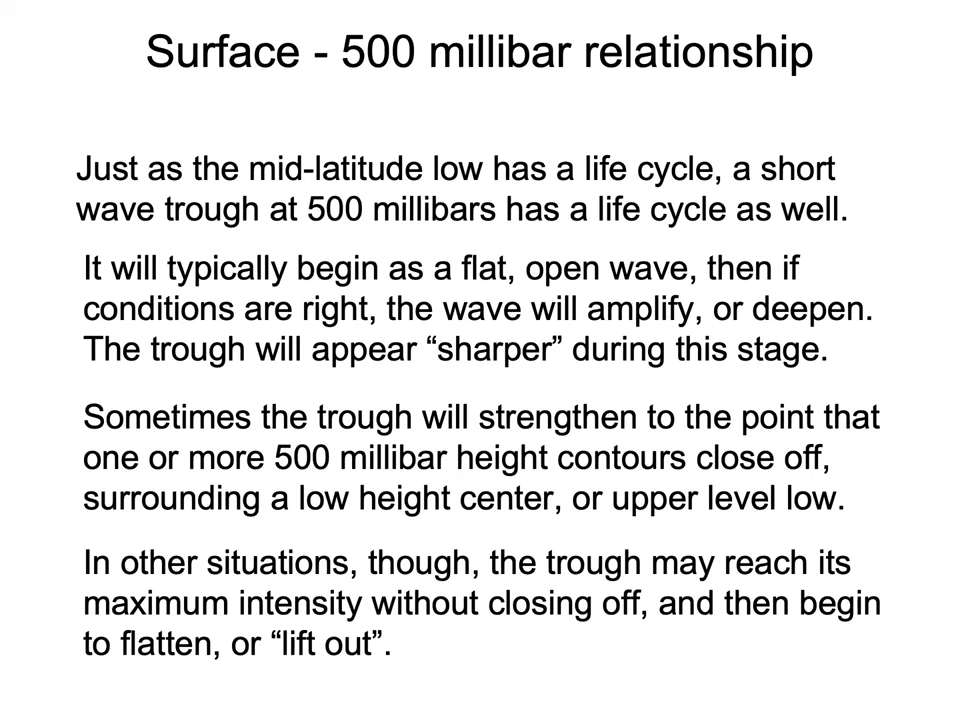 Surface - 500 millibar relationship
Just as the mid-latitude low has a life cycle, a short
wave trough at 500 millibars has a life cycle as well.
It will typically begin as a flat, open wave, then if
conditions are right, the wave will amplify, or deepen.
The trough will appear “sharper” during this stage.
Sometimes the trough will strengthen to the point that
one or more 500 millibar height contours close off,
surrounding a low height center, or upper level low.
In other situations, though, the trough may reach its
maximum intensity without closing off, and then begin
to flatten, or “lift out”.